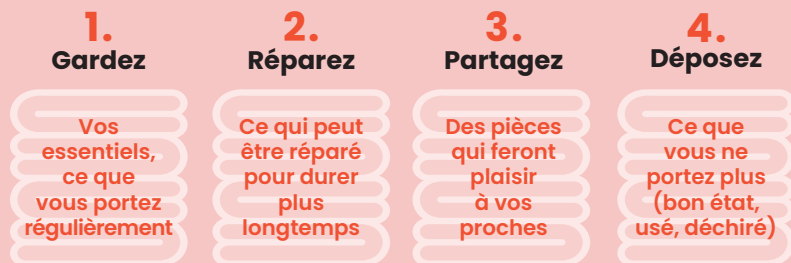 1.
Gardez
Vos
essentiels,
ce que
vous portez
régulièrement
2.
Réparez
Ce qui peut
être réparé
pour durer
plus
longtemps
3.
Partagez
Des pièces
qui feront
plaisir
à vos
proches
4.
Déposez
Ce que
vous ne
portez plus
(bon état,
usé, déchiré)